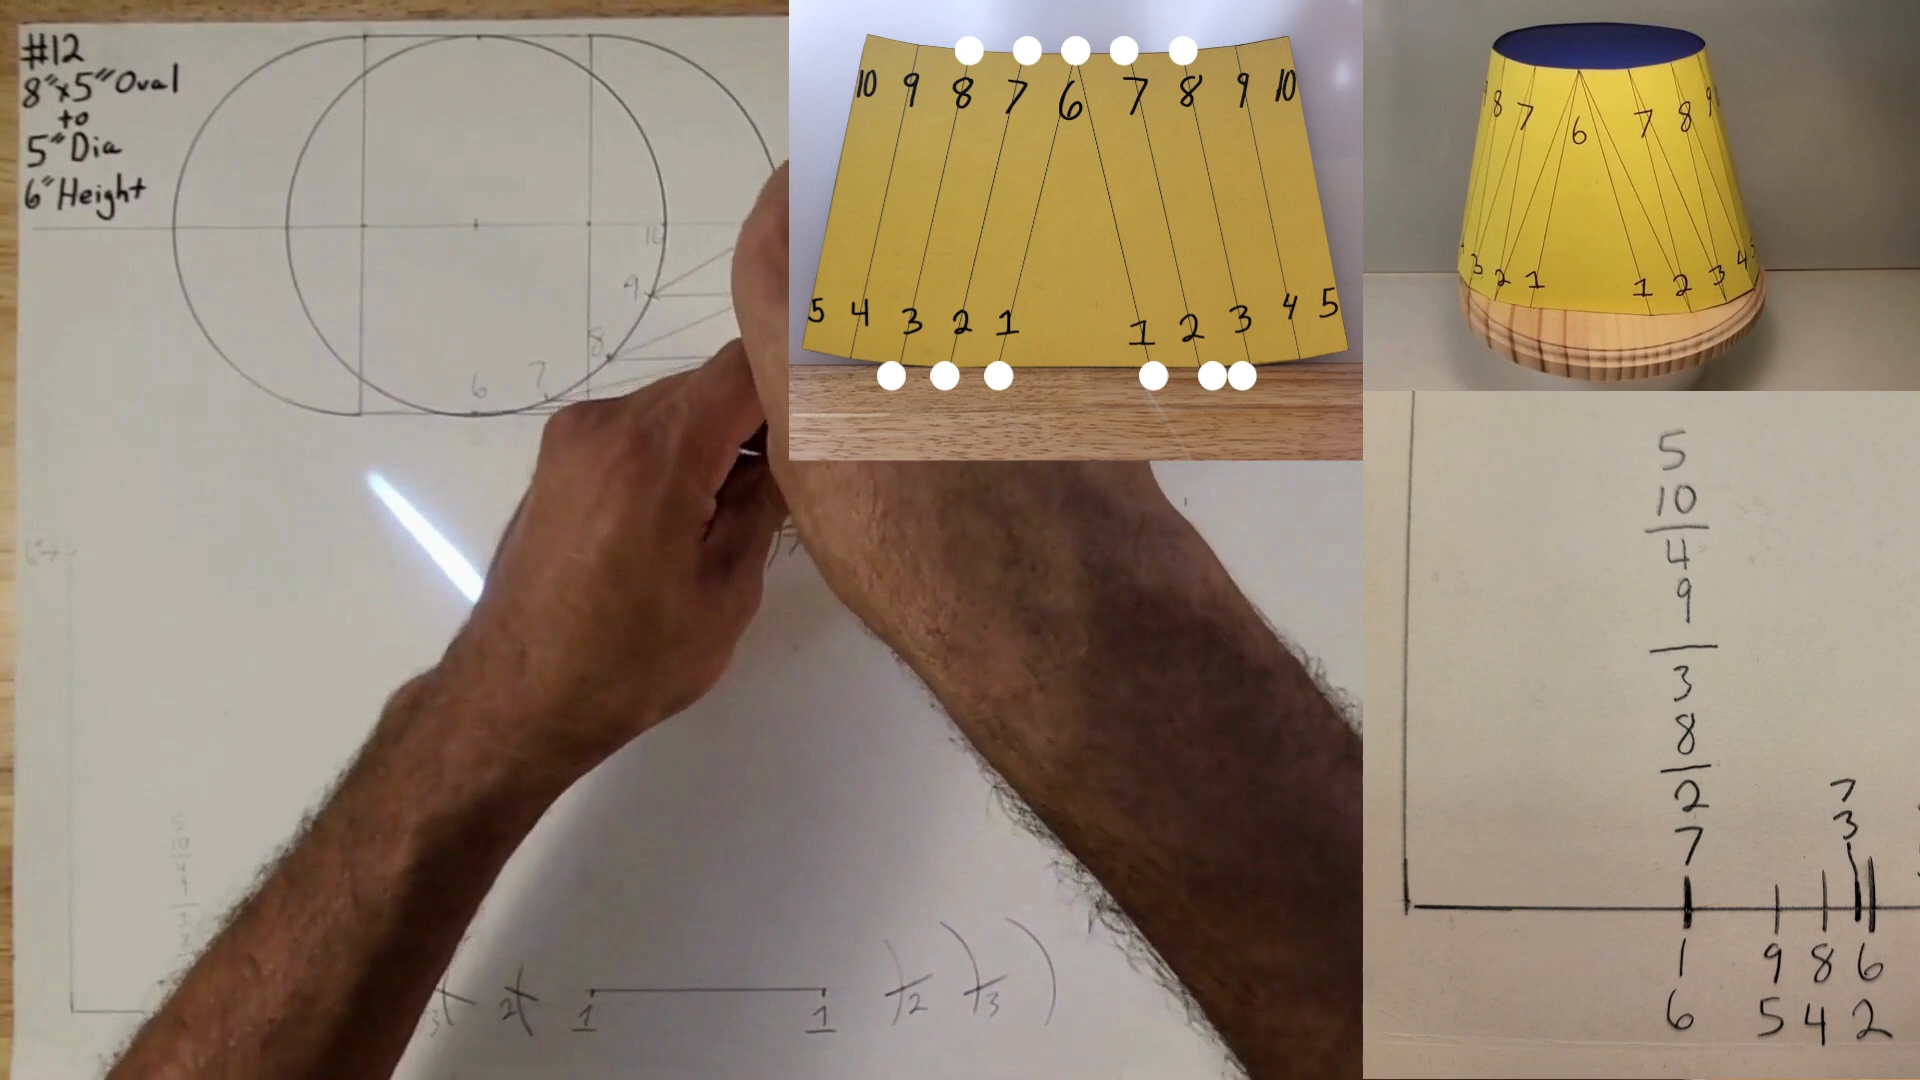 #12
8"x5" Oval
to
5" Dia
6" Height
10
9
8
7
6
10 9 8 7 6 7 8 9 10
5 4 3 2 1 1 2 3 4 5
8 7 6 7 8 9
3 2 1 1 2 3 4
5
10
4
9
3
8
2
7
7
3
1 9 8 6
6 5 4 2
3 2 1 1 2 3